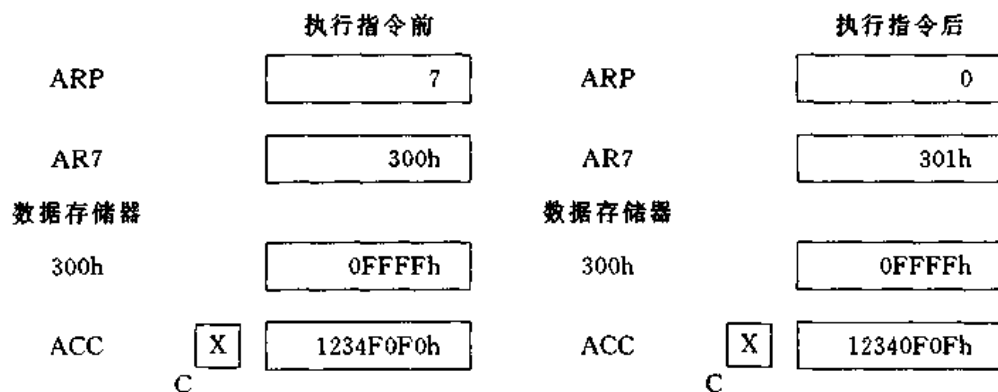 执行指令前 执行指令后
ARP 7 ARP 0
AR7 300h AR7 301h
数据存储器 数据存储器
300h 0FFFFh 300h 0FFFFh
ACC X 1234F0F0h ACC X 12340F0Fh
C C